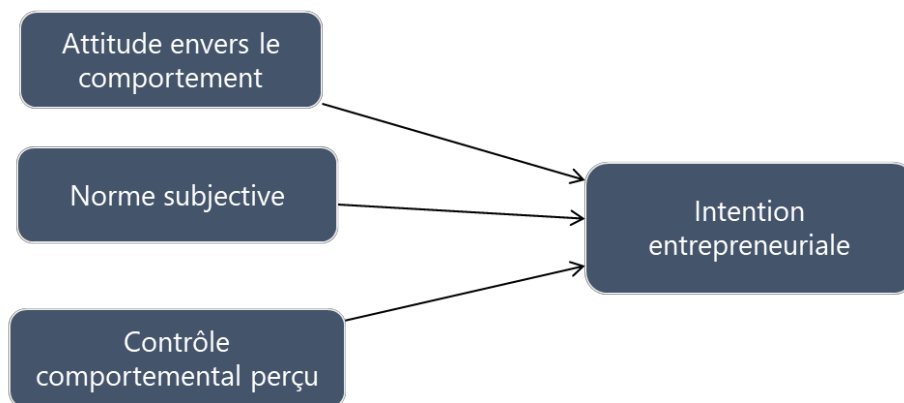 Attitude envers le
comportement
Norme subjective
Intention
entrepreneuriale
Contrôle
comportemental perçu